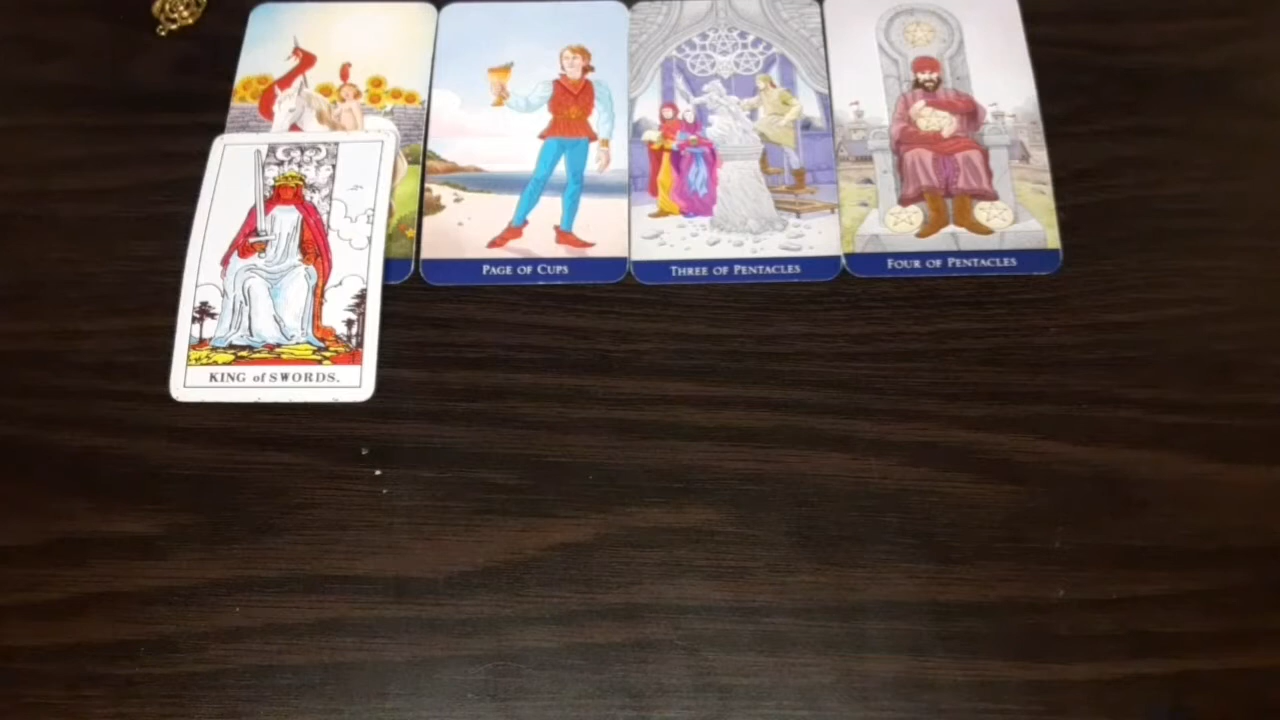 PAGE OF CUPS
THREE OF PENTACLES
FOUR OF PENTACLES
KING of SWORDS.